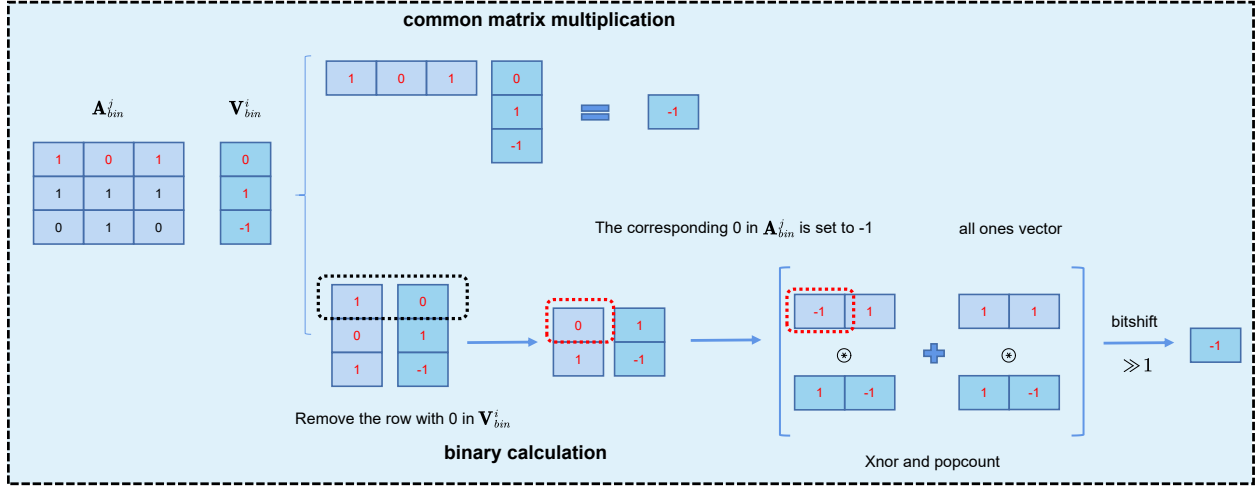 common matrix multiplication
A^j_bin V^i_bin
1 0 1
1 1 1
0 1 0
0
1
-1
1 0 1
0
1
-1
-1
The corresponding 0 in A^j_bin is set to -1
all ones vector
1 0
0 1
1 -1
Remove the row with 0 in V^i_bin
0 1
1 -1
-1 1
⊛
1 -1
1 1
⊛
1 -1
Xnor and popcount
bitshift
≫1
-1
binary calculation